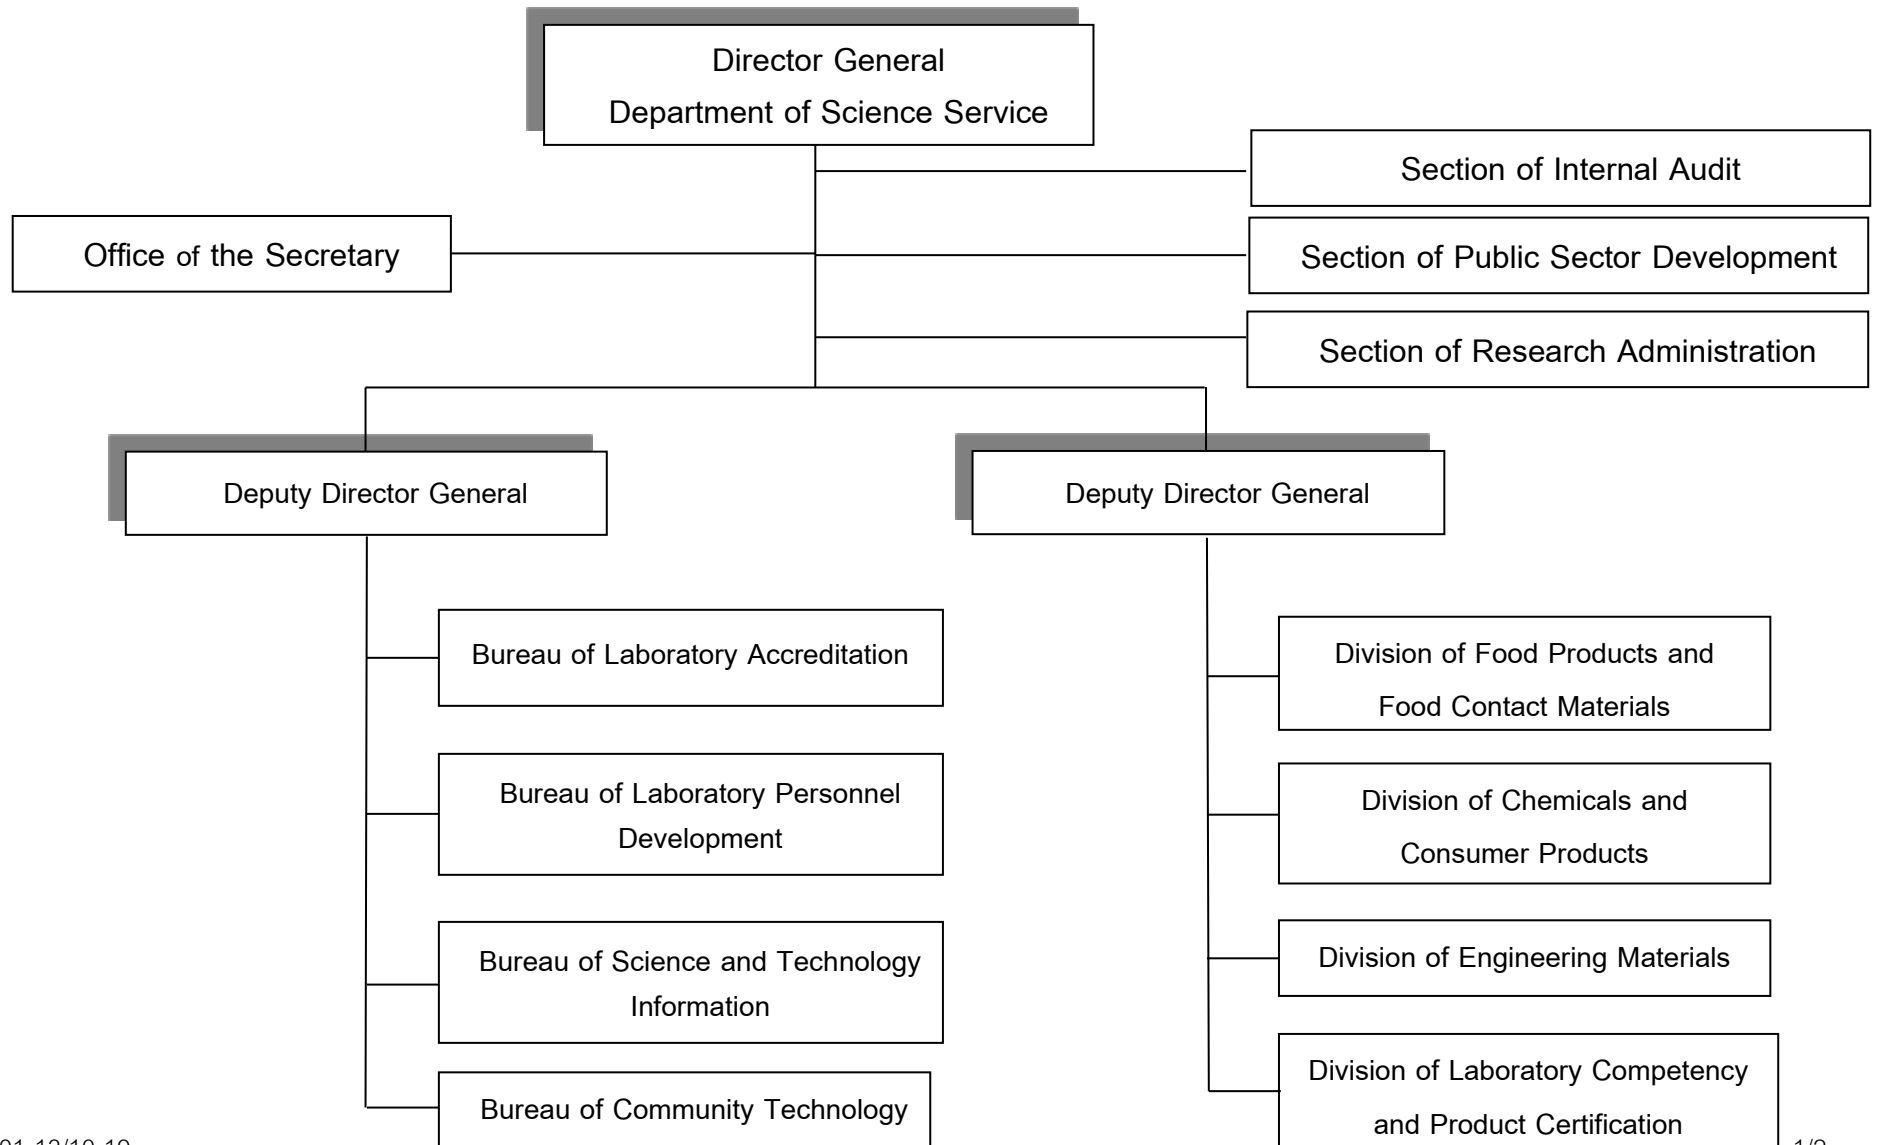 Director General
Department of Science Service
Section of Internal Audit
Office of the Secretary
Section of Public Sector Development
Section of Research Administration
Deputy Director General
Deputy Director General
Bureau of Laboratory Accreditation
Bureau of Laboratory Personnel
Development
Bureau of Science and Technology
Information
Bureau of Community Technology
Division of Food Products and
Food Contact Materials
Division of Chemicals and
Consumer Products
Division of Engineering Materials
Division of Laboratory Competency
and Product Certification